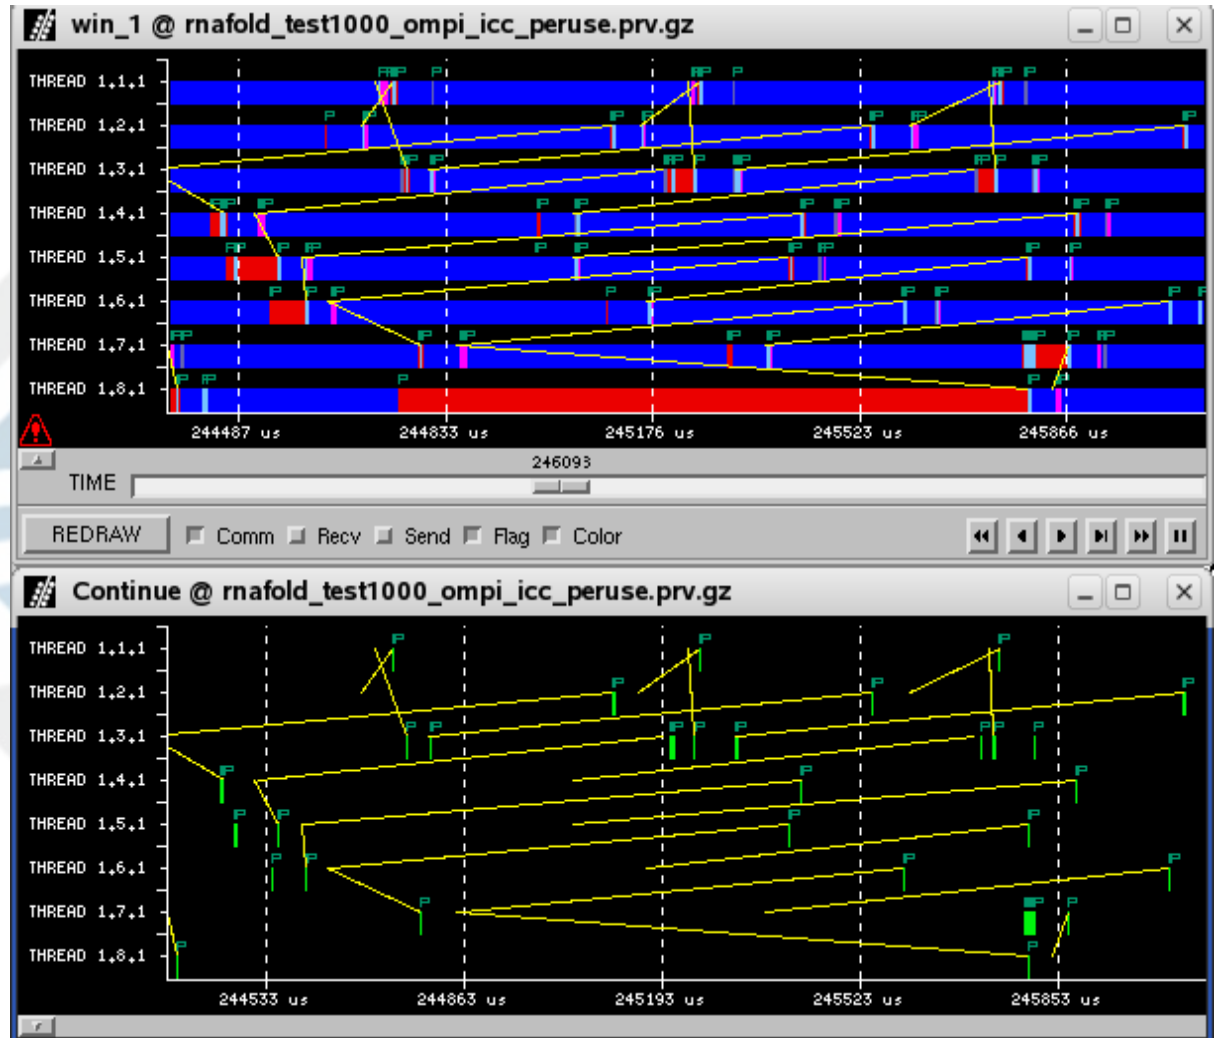 win_1 @ rnafold_test1000_ompi_icc_peruse.prv.gz
THREAD 1.1.1
THREAD 1.2.1
THREAD 1.3.1
THREAD 1.4.1
THREAD 1.5.1
THREAD 1.6.1
THREAD 1.7.1
THREAD 1.8.1
244487 us 244833 us 245176 us 245523 us 245866 us
246093
TIME
REDRAW Comm Recv Send Flag Color
Continue @ rnafold_test1000_ompi_icc_peruse.prv.gz
THREAD 1.1.1
THREAD 1.2.1
THREAD 1.3.1
THREAD 1.4.1
THREAD 1.5.1
THREAD 1.6.1
THREAD 1.7.1
THREAD 1.8.1
244533 us 244863 us 245193 us 245523 us 245853 us